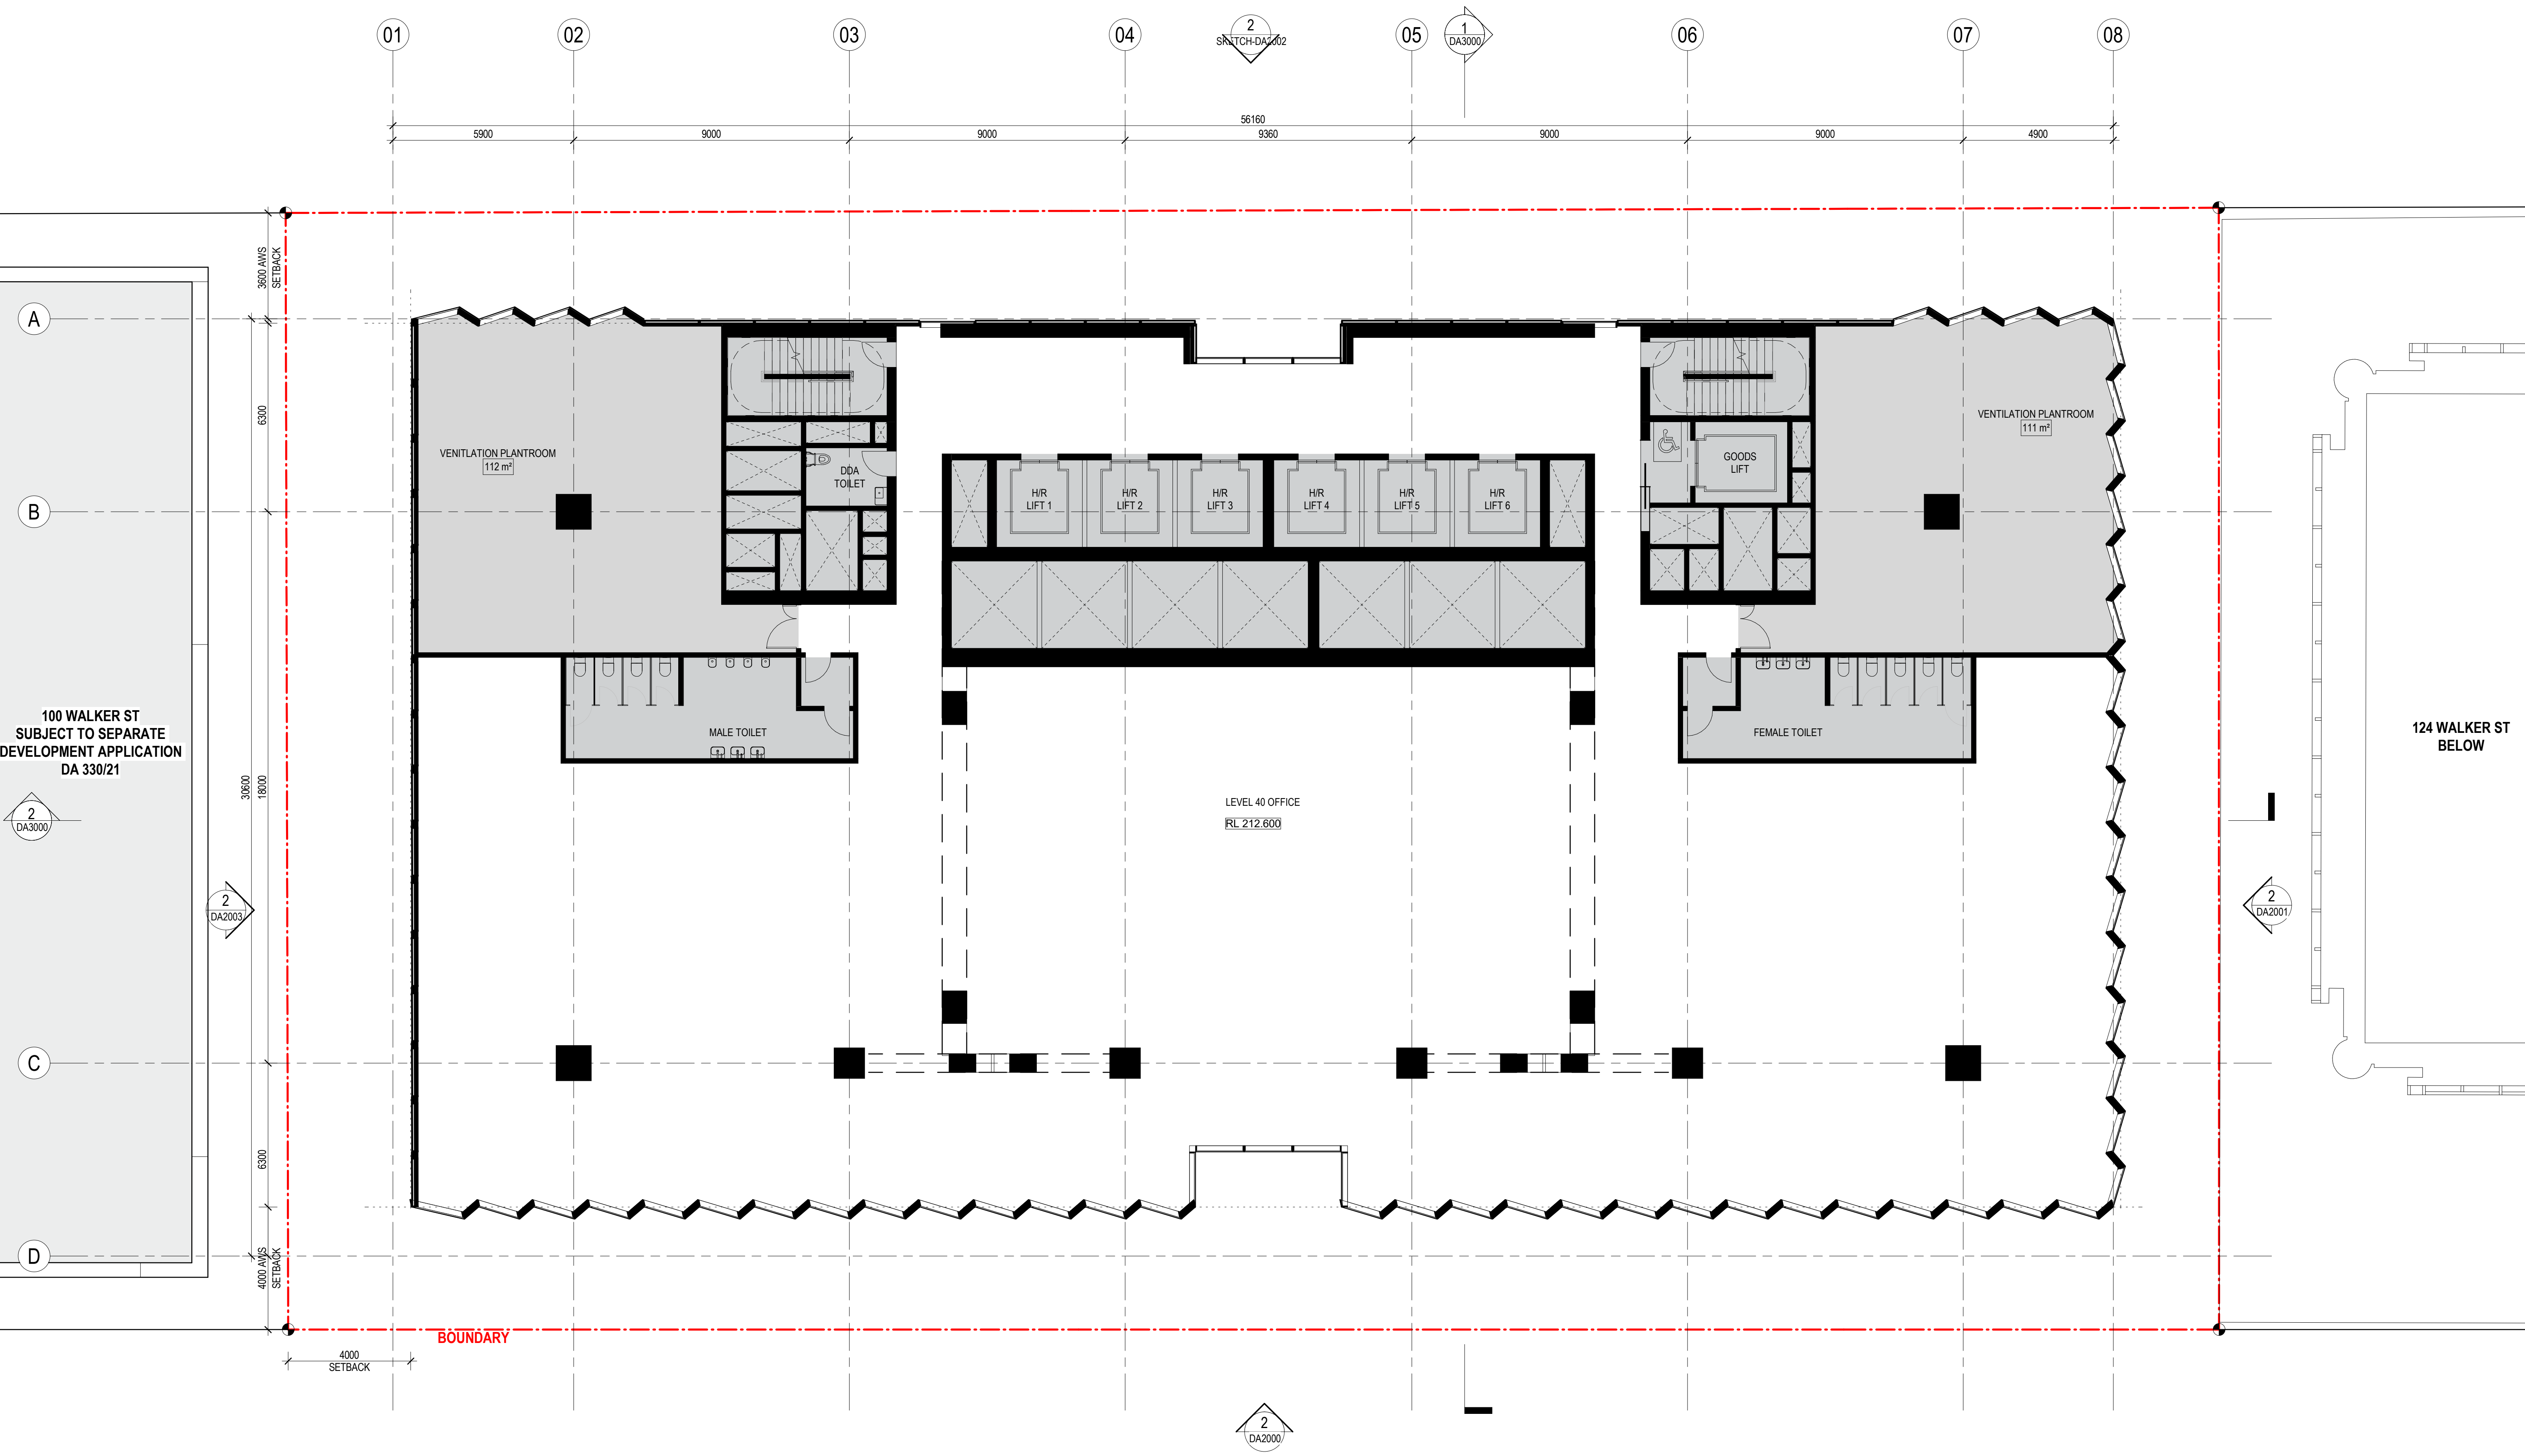 01
02
03
04
2
SKETCH-DA2002
05
1
DA3000
06
07
08
56160
5900
9000
9000
9360
9000
9000
4900
3600 AWS
SETBACK
A
6300
VENITLATION PLANTROOM
112 m²
DDA
TOILET
GOODS
LIFT
VENTILATION PLANTROOM
111 m²
B
H/R
LIFT 1
H/R
LIFT 2
H/R
LIFT 3
H/R
LIFT 4
H/R
LIFT 5
H/R
LIFT 6
100 WALKER ST
SUBJECT TO SEPARATE
DEVELOPMENT APPLICATION
DA 330/21
MALE TOILET
FEMALE TOILET
124 WALKER ST
BELOW
30600
18000
LEVEL 40 OFFICE
RL 212.600
2
DA3000
2
DA2003
2
DA2001
C
6300
D
4000 AWS
SETBACK
BOUNDARY
4000
SETBACK
2
DA2000